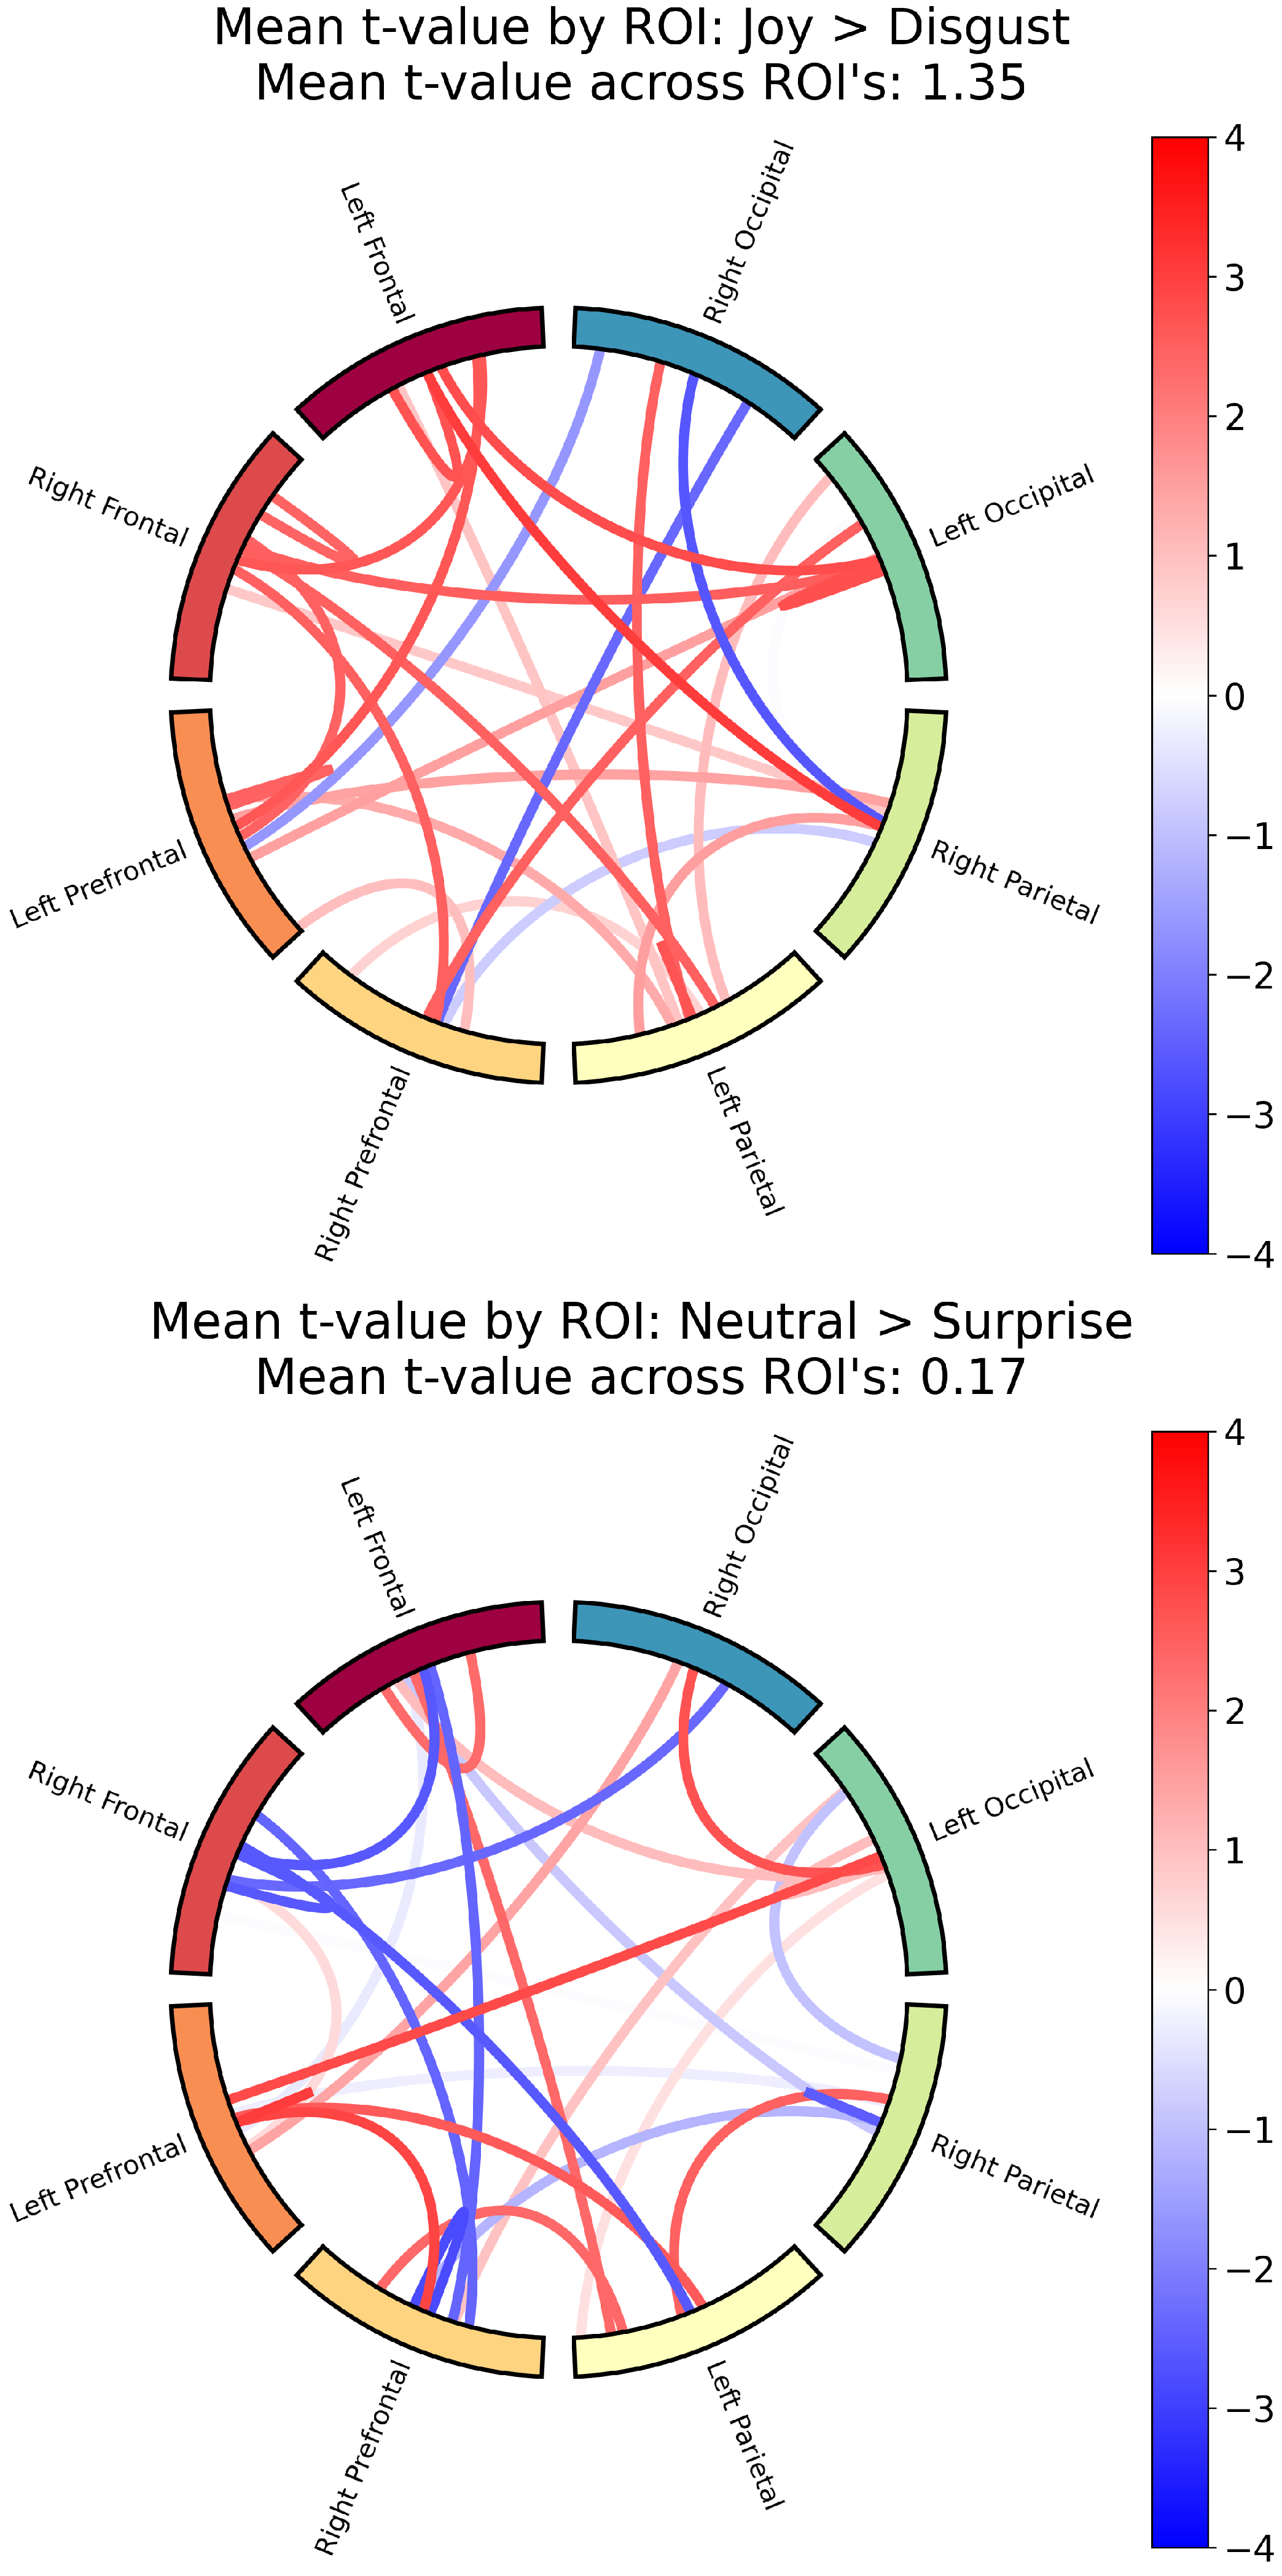 Mean t-value by ROI: Joy > Disgust
Mean t-value across ROI's: 1.35
Left Frontal
Right Occipital
Right Frontal
Left Occipital
Left Prefrontal
Right Parietal
Right Prefrontal
Left Parietal
4
3
2
1
0
−1
−2
−3
−4
Mean t-value by ROI: Neutral > Surprise
Mean t-value across ROI's: 0.17
Left Frontal
Right Occipital
Right Frontal
Left Occipital
Left Prefrontal
Right Parietal
Right Prefrontal
Left Parietal
4
3
2
1
0
−1
−2
−3
−4